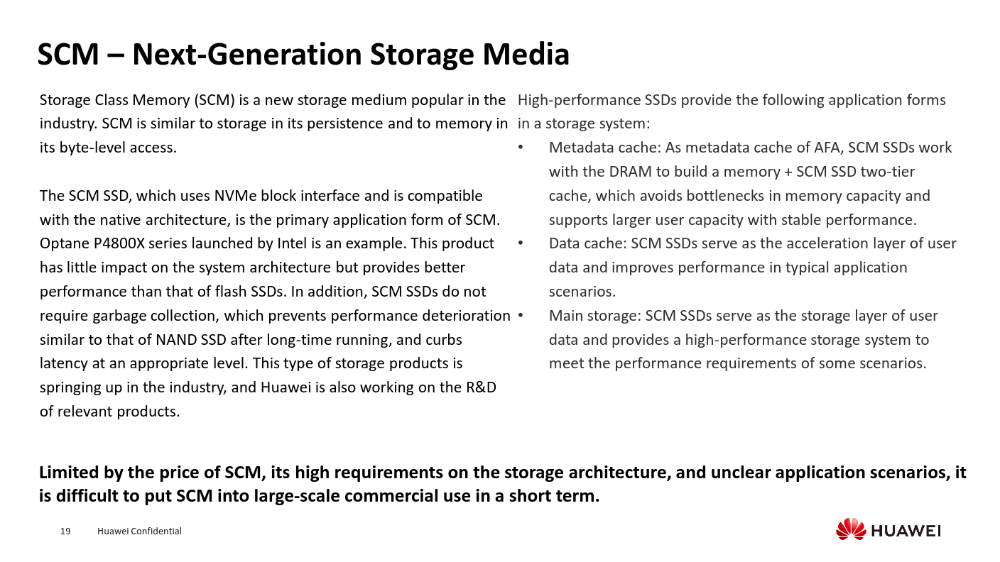 SCM – Next-Generation Storage Media
Storage Class Memory (SCM) is a new storage medium popular in the
industry. SCM is similar to storage in its persistence and to memory in
its byte-level access.
The SCM SSD, which uses NVMe block interface and is compatible
with the native architecture, is the primary application form of SCM.
Optane P4800X series launched by Intel is an example. This product
has little impact on the system architecture but provides better
performance than that of flash SSDs. In addition, SCM SSDs do not
require garbage collection, which prevents performance deterioration
similar to that of NAND SSD after long-time running, and curbs
latency at an appropriate level. This type of storage products is
springing up in the industry, and Huawei is also working on the R&D
of relevant products.
High-performance SSDs provide the following application forms
in a storage system:
• Metadata cache: As metadata cache of AFA, SCM SSDs work
with the DRAM to build a memory + SCM SSD two-tier
cache, which avoids bottlenecks in memory capacity and
supports larger user capacity with stable performance.
• Data cache: SCM SSDs serve as the acceleration layer of user
data and improves performance in typical application
scenarios.
• Main storage: SCM SSDs serve as the storage layer of user
data and provides a high-performance storage system to
meet the performance requirements of some scenarios.
Limited by the price of SCM, its high requirements on the storage architecture, and unclear application scenarios, it
is difficult to put SCM into large-scale commercial use in a short term.
19 Huawei Confidential
HUAWEI